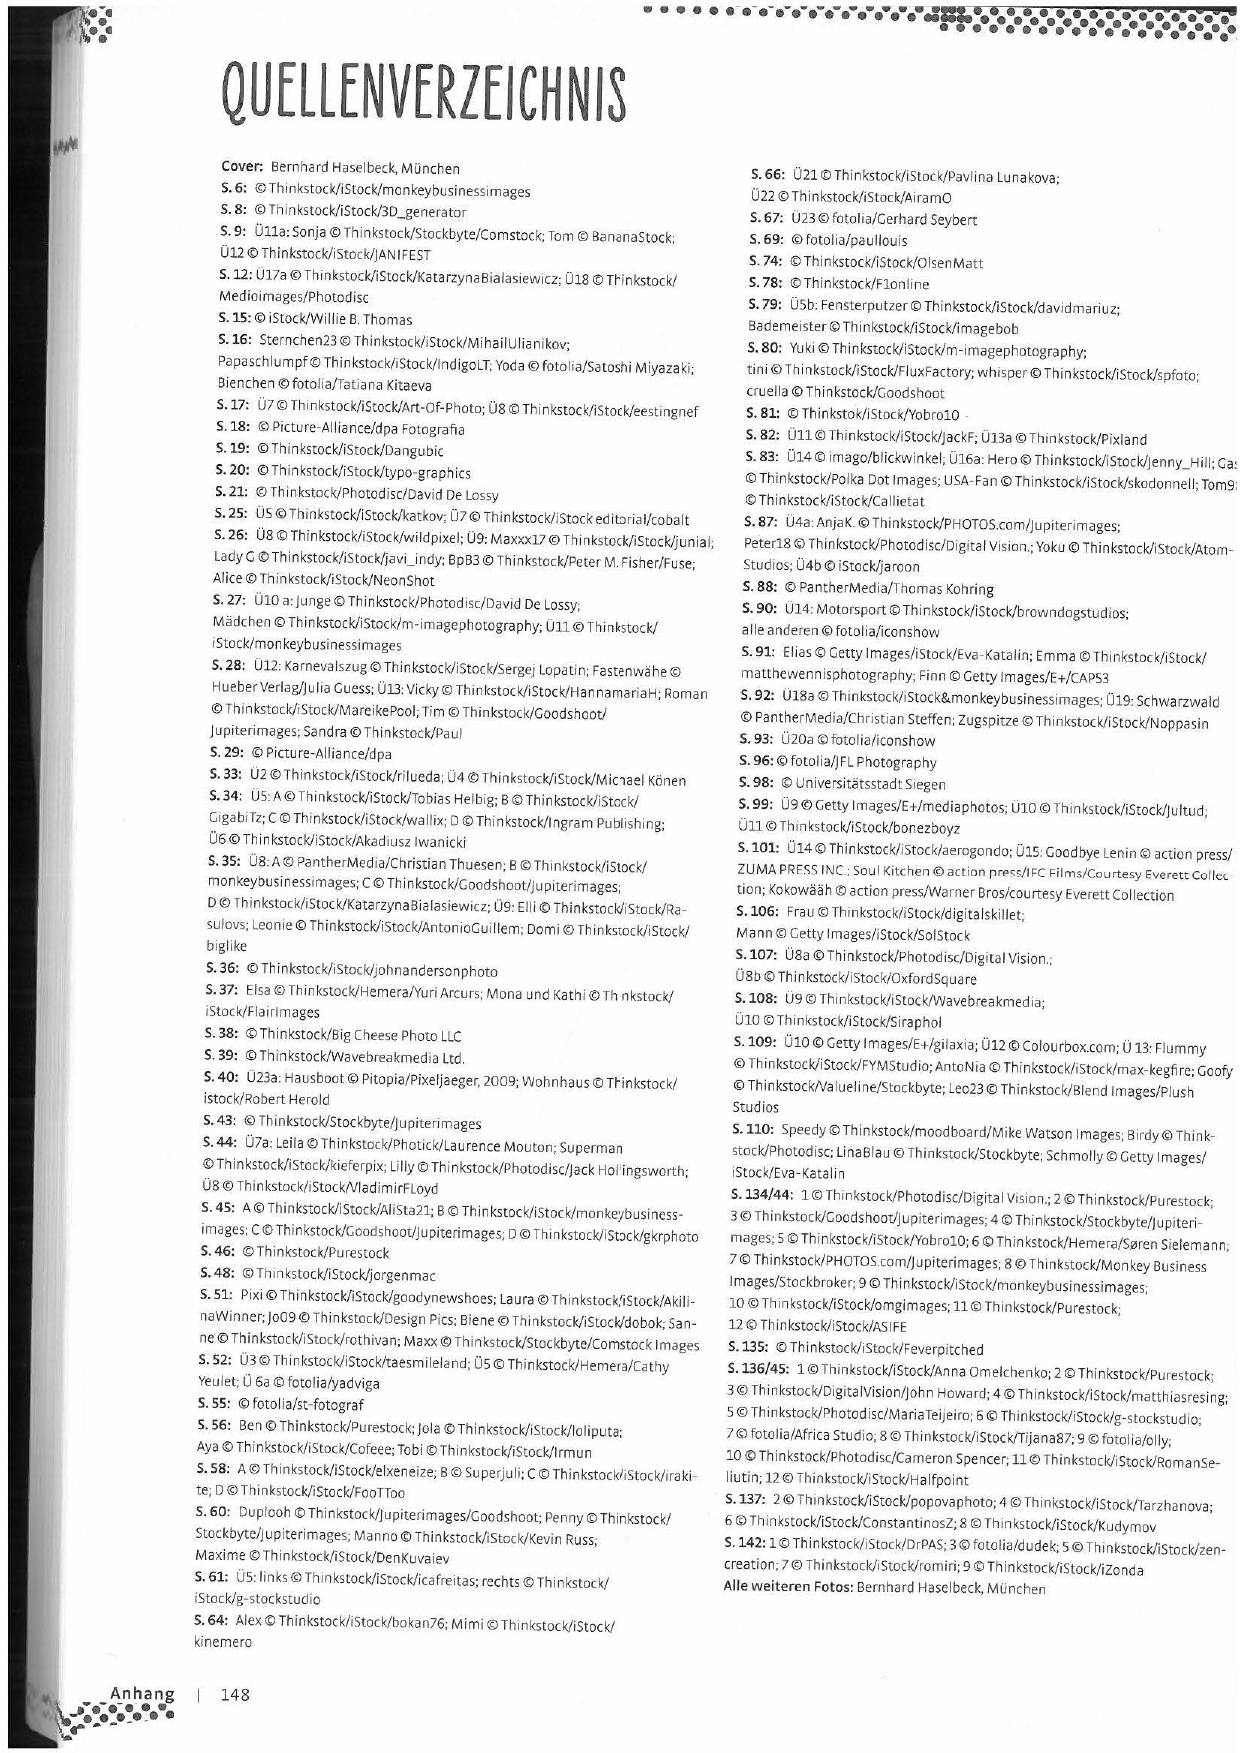 QUELLENVERZEICHNIS
Cover: Bernhard Haselbeck, München
S. 6: © Thinkstock/iStock/monkeybusinessimages
S. 8: © Thinkstock/iStock/3D_generator
S. 9: Ü11a: Sonja © Thinkstock/Stockbyte/Comstock; Tom © BananaStock;
Ü12 © Thinkstock/iStock/JANIFEST
S. 12: Ü17a © Thinkstock/iStock/KatarzynaBialasiewicz; Ü18 © Thinkstock/
Medioimages/Photodisc
S. 15: © iStock/Willie B. Thomas
S. 16: Sternchen23 © Thinkstock/iStock/MihailUlianikov;
Papaschlumpf © Thinkstock/iStock/IndigoLT; Yoda © fotolia/Satoshi Miyazaki;
Bienchen © fotolia/Tatiana Kitaeva
S. 17: Ü7 © Thinkstock/iStock/Art-Of-Photo; Ü8 © Thinkstock/iStock/eestingnef
S. 18: © Picture-Alliance/dpa Fotografia
S. 19: © Thinkstock/iStock/Dangubic
S. 20: © Thinkstock/iStock/typo-graphics
S. 21: © Thinkstock/Photodisc/David De Lossy
S. 25: Ü5 © Thinkstock/iStock/katkov; Ü7 © Thinkstock/iStock editorial/cobalt
S. 26: Ü8 © Thinkstock/iStock/wildpixel; Ü9: Maxxx17 © Thinkstock/iStock/junial;
Lady G © Thinkstock/iStock/javi_indy; BpB3 © Thinkstock/Peter M. Fisher/Fuse;
Alice © Thinkstock/iStock/NeonShot
S. 27: Ü10 a: Junge © Thinkstock/Photodisc/David De Lossy;
Mädchen © Thinkstock/iStock/m-imagephotography; Ü11 © Thinkstock/
iStock/monkeybusinessimages
S. 28: Ü12: Karnevalszug © Thinkstock/iStock/Sergej Lopatin; Fastenwähe ©
Hueber Verlag/Julia Guess; Ü13: Vicky © Thinkstock/iStock/HannamariaH; Roman
© Thinkstock/iStock/MareikePool; Tim © Thinkstock/Goodshoot/
Jupiterimages; Sandra © Thinkstock/Paul
S. 29: © Picture-Alliance/dpa
S. 33: Ü2 © Thinkstock/iStock/rilueda; Ü4 © Thinkstock/iStock/Michael Könen
S. 34: Ü5: A © Thinkstock/iStock/Tobias Helbig; B © Thinkstock/iStock/
GigabiTz; C © Thinkstock/iStock/wallix; D © Thinkstock/Ingram Publishing;
Ü6 © Thinkstock/iStock/Akadiusz Iwanicki
S. 35: Ü8: A © PantherMedia/Christian Thuesen; B © Thinkstock/iStock/
monkeybusinessimages; C © Thinkstock/Goodshoot/Jupiterimages;
D © Thinkstock/iStock/KatarzynaBialasiewicz; Ü9: Elli © Thinkstock/iStock/Ra-
sulovs; Leonie © Thinkstock/iStock/AntonioGuillem; Domi © Thinkstock/iStock/
biglike
S. 36: © Thinkstock/iStock/johnandersonphoto
S. 37: Elsa © Thinkstock/Hemera/Yuri Arcurs; Mona und Kathi © Th nkstock/
iStock/FlairImages
S. 38: © Thinkstock/Big Cheese Photo LLC
S. 39: © Thinkstock/Wavebreakmedia Ltd.
S. 40: Ü23a: Hausboot © Pitopia/Pixeljaeger, 2009; Wohnhaus © Thinkstock/
istock/Robert Herold
S. 43: © Thinkstock/Stockbyte/Jupiterimages
S. 44: Ü7a: Leila © Thinkstock/Photick/Laurence Mouton; Superman
© Thinkstock/iStock/kieferpix; Lilly © Thinkstock/Photodisc/Jack Hollingsworth;
Ü8 © Thinkstock/iStock/VladimirFLoyd
S. 45: A © Thinkstock/iStock/AliSta21; B © Thinkstock/iStock/monkeybusiness-
images; C © Thinkstock/Goodshoot/Jupiterimages; D © Thinkstock/iStock/gkrphoto
S. 46: © Thinkstock/Purestock
S. 48: © Thinkstock/iStock/jorgenmac
S. 51: Pixi © Thinkstock/iStock/goodynewshoes; Laura © Thinkstock/iStock/Akili-
naWinner; Jo09 © Thinkstock/Design Pics; Biene © Thinkstock/iStock/dobok; San-
ne © Thinkstock/iStock/rothivan; Maxx © Thinkstock/Stockbyte/Comstock Images
S. 52: Ü3 © Thinkstock/iStock/taesmileland; Ü5 © Thinkstock/Hemera/Cathy
Yeulet; Ü 6a © fotolia/yadviga
S. 55: © fotolia/st-fotograf
S. 56: Ben © Thinkstock/Purestock; Jola © Thinkstock/iStock/loliputa;
Aya © Thinkstock/iStock/Cofeee; Tobi © Thinkstock/iStock/Irmun
S. 58: A © Thinkstock/iStock/elxeneize; B © Superjuli; C © Thinkstock/iStock/iraki-
te; D © Thinkstock/iStock/FooTToo
S. 60: Duplooh © Thinkstock/Jupiterimages/Goodshoot; Penny © Thinkstock/
Stockbyte/Jupiterimages; Manno © Thinkstock/iStock/Kevin Russ;
Maxime © Thinkstock/iStock/DenKuvaiev
S. 61: Ü5: links © Thinkstock/iStock/icafreitas; rechts © Thinkstock/
iStock/g-stockstudio
S. 64: Alex © Thinkstock/iStock/bokan76; Mimi © Thinkstock/iStock/
kinemero
S. 66: Ü21 © Thinkstock/iStock/Pavlina Lunakova;
Ü22 © Thinkstock/iStock/AiramO
S. 67: Ü23 © fotolia/Gerhard Seybert
S. 69: © fotolia/paullouis
S. 74: © Thinkstock/iStock/OlsenMatt
S. 78: © Thinkstock/F1online
S. 79: Ü5b: Fensterputzer © Thinkstock/iStock/davidmariuz;
Bademeister © Thinkstock/iStock/imagebob
S. 80: Yuki © Thinkstock/iStock/m-imagephotography;
tini © Thinkstock/iStock/FluxFactory; whisper © Thinkstock/iStock/spfoto;
cruella © Thinkstock/Goodshoot
S. 81: © Thinkstok/iStock/Yobro10
S. 82: Ü11 © Thinkstock/iStock/JackF; Ü13a © Thinkstock/Pixland
S. 83: Ü14 © imago/blickwinkel; Ü16a: Hero © Thinkstock/iStock/Jenny_Hill;
© Thinkstock/Polka Dot Images; USA-Fan © Thinkstock/iStock/skodonnell;
© Thinkstock/iStock/Callietat
S. 87: Ü4a: AnjaK. © Thinkstock/PHOTOS.com/Jupiterimages;
Peter18 © Thinkstock/Photodisc/Digital Vision.; Yoku © Thinkstock/iStock/Atom-
Studios; Ü4b © iStock/jaroon
S. 88: © PantherMedia/Thomas Kohring
S. 90: Ü14: Motorsport © Thinkstock/iStock/browndogstudios;
alle anderen © fotolia/iconshow
S. 91: Elias © Getty Images/iStock/Eva-Katalin; Emma © Thinkstock/iStock/
matthewennisphotography; Finn © Getty Images/E+/CAP53
S. 92: Ü18a © Thinkstock/iStock&monkeybusinessimages; Ü19: Schwarzwald
© PantherMedia/Christian Steffen; Zugspitze © Thinkstock/iStock/Noppasin
S. 93: Ü20a © fotolia/iconshow
S. 96: © fotolia/JFL Photography
S. 98: © Universitätsstadt Siegen
S. 99: Ü9 © Getty Images/E+/mediaphotos; Ü10 © Thinkstock/iStock/Jultud;
Ü11 © Thinkstock/iStock/bonezboyz
S. 101: Ü14 © Thinkstock/iStock/aerogondo; Ü15: Goodbye Lenin © action press/
ZUMA PRESS INC.; Soul Kitchen © action press/IFC Films/Courtesy Everett Collec
tion; Kokowääh © action press/Warner Bros/courtesy Everett Collection
S. 106: Frau © Thinkstock/iStock/digitalskillet;
Mann © Getty Images/iStock/SolStock
S. 107: Ü8a © Thinkstock/Photodisc/Digital Vision.;
Ü8b © Thinkstock/iStock/OxfordSquare
S. 108: Ü9 © Thinkstock/iStock/Wavebreakmedia;
Ü10 © Thinkstock/iStock/Siraphol
S. 109: Ü10 © Getty Images/E+/gilaxia; Ü12 © Colourbox.com; Ü 13: Flummy
© Thinkstock/iStock/FYMStudio; AntoNia © Thinkstock/iStock/max-kegfire; Goofy
© Thinkstock/Valueline/Stockbyte; Leo23 © Thinkstock/Blend Images/Plush
Studios
S. 110: Speedy © Thinkstock/moodboard/Mike Watson Images; Birdy © Think-
stock/Photodisc; LinaBlau © Thinkstock/Stockbyte; Schmolly © Getty Images/
iStock/Eva-Katalin
S. 134/44: 1 © Thinkstock/Photodisc/Digital Vision.; 2 © Thinkstock/Purestock;
3 © Thinkstock/Goodshoot/Jupiterimages; 4 © Thinkstock/Stockbyte/Jupiteri-
mages; 5 © Thinkstock/iStock/Yobro10; 6 © Thinkstock/Hemera/Søren Sielemann;
7 © Thinkstock/PHOTOS.com/Jupiterimages; 8 © Thinkstock/Monkey Business
Images/Stockbroker; 9 © Thinkstock/iStock/monkeybusinessimages;
10 © Thinkstock/iStock/omgimages; 11 © Thinkstock/Purestock;
12 © Thinkstock/iStock/ASIFE
S. 135: © Thinkstock/iStock/Feverpitched
S. 136/45: 1 © Thinkstock/iStock/Anna Omelchenko; 2 © Thinkstock/Purestock;
3 © Thinkstock/DigitalVision/John Howard; 4 © Thinkstock/iStock/matthiasresing;
5 © Thinkstock/Photodisc/MariaTeijeiro; 6 © Thinkstock/iStock/g-stockstudio;
7 © fotolia/Africa Studio; 8 © Thinkstock/iStock/Tijana87; 9 © fotolia/olly;
10 © Thinkstock/Photodisc/Cameron Spencer; 11 © Thinkstock/iStock/RomanSe-
liutin; 12 © Thinkstock/iStock/Halfpoint
S. 137: 2 © Thinkstock/iStock/popovaphoto; 4 © Thinkstock/iStock/Tarzhanova;
6 © Thinkstock/iStock/ConstantinosZ; 8 © Thinkstock/iStock/Kudymov
S. 142: 1 © Thinkstock/iStock/DrPAS; 3 © fotolia/dudek; 5 © Thinkstock/iStock/zen-
creation; 7 © Thinkstock/iStock/romiri; 9 © Thinkstock/iStock/iZonda
Alle weiteren Fotos: Bernhard Haselbeck, München
Anhang | 148